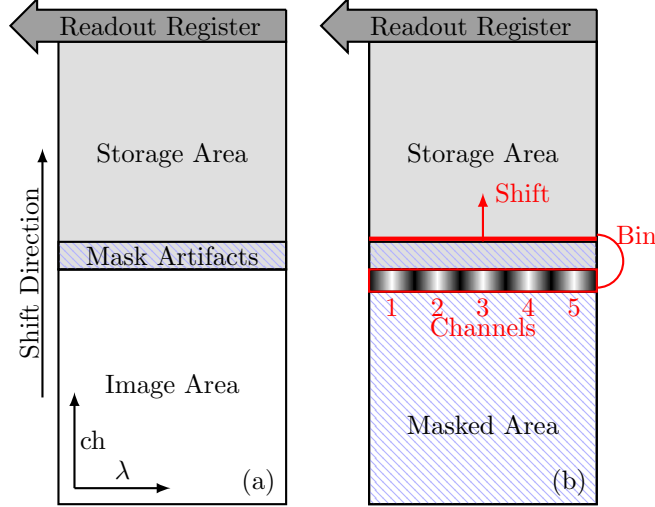 Readout Register
Storage Area
Mask Artifacts
Shift Direction
Image Area
ch
λ
(a)
Readout Register
Storage Area
Shift
Bin
1 2 3 4 5
Channels
Masked Area
(b)